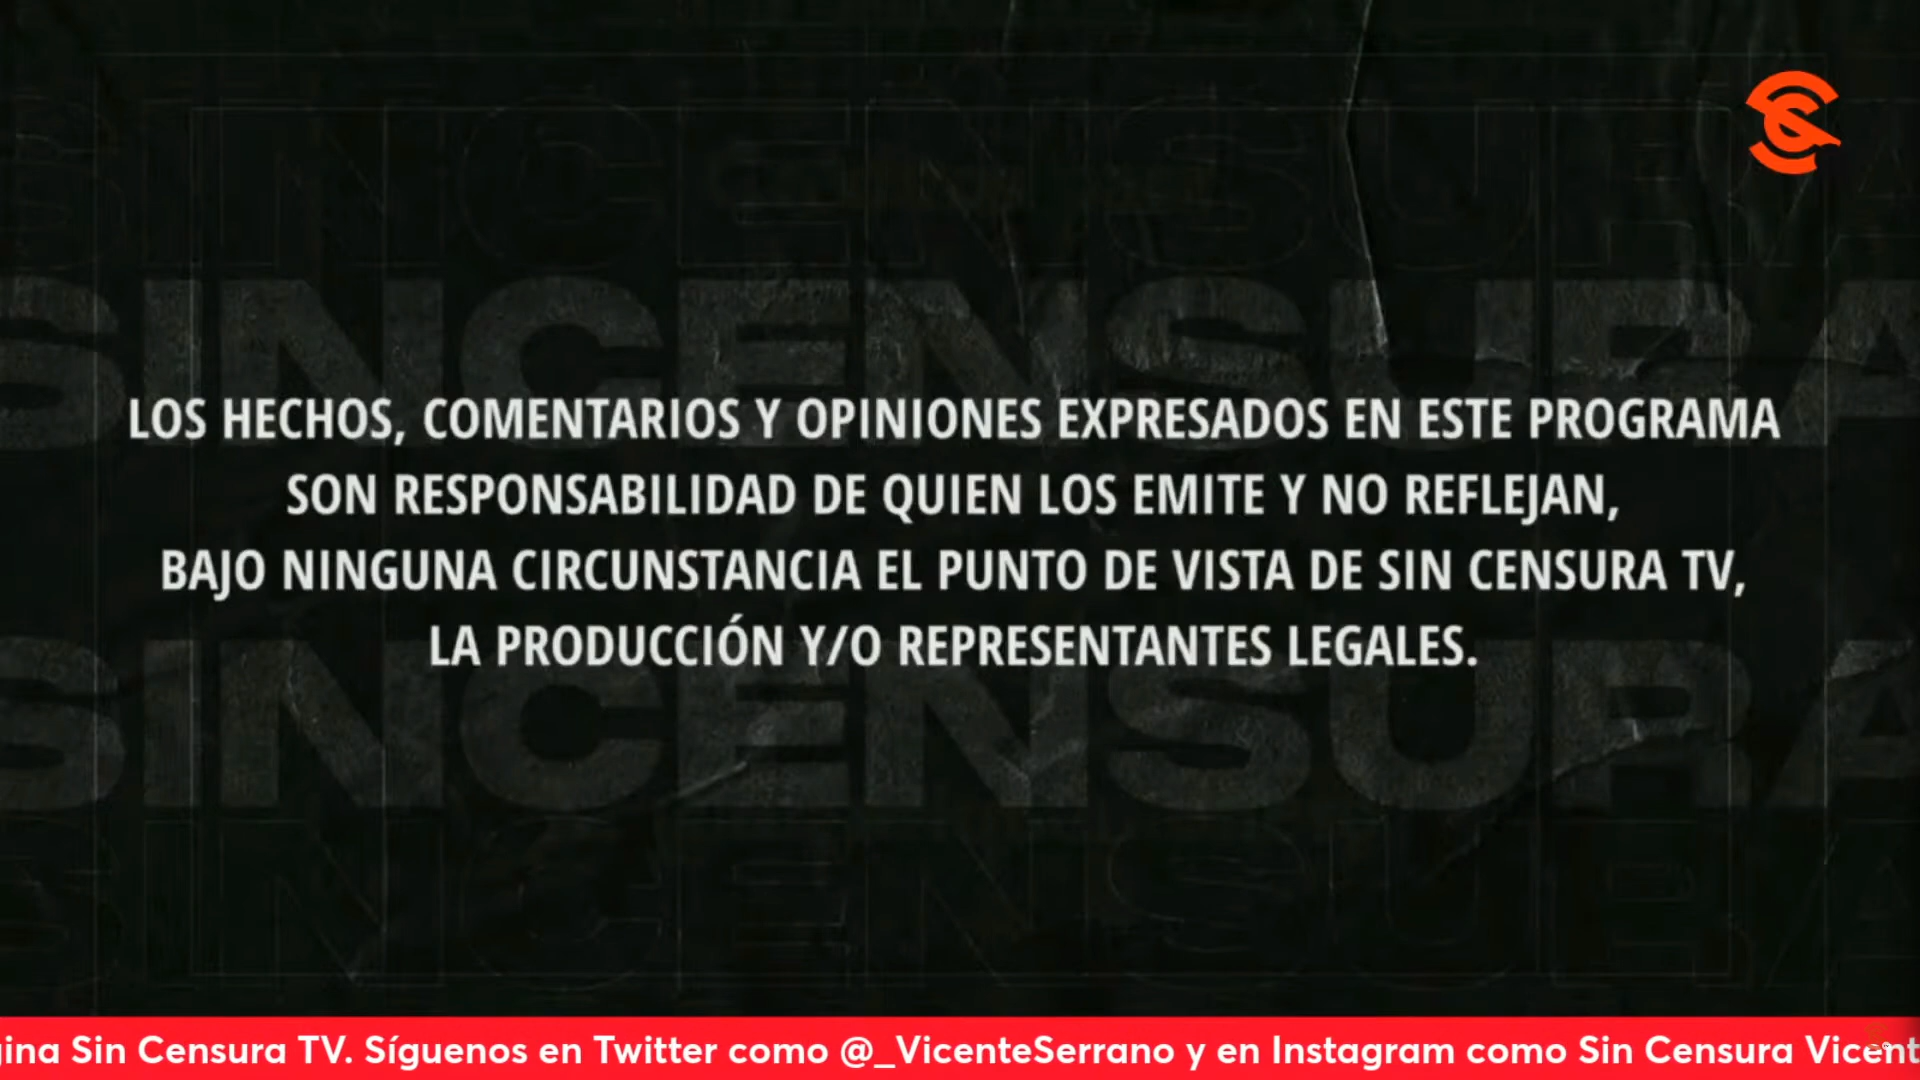 SINCENSURA
LOS HECHOS, COMENTARIOS Y OPINIONES EXPRESADOS EN ESTE PROGRAMA
SON RESPONSABILIDAD DE QUIEN LOS EMITE Y NO REFLEJAN,
BAJO NINGUNA CIRCUNSTANCIA EL PUNTO DE VISTA DE SIN CENSURA TV,
LA PRODUCCIÓN Y/O REPRESENTANTES LEGALES.
SINCENSURA
Sin Censura TV. Síguenos en Twitter como @_VicenteSerrano y en Instagram como Sin Censura